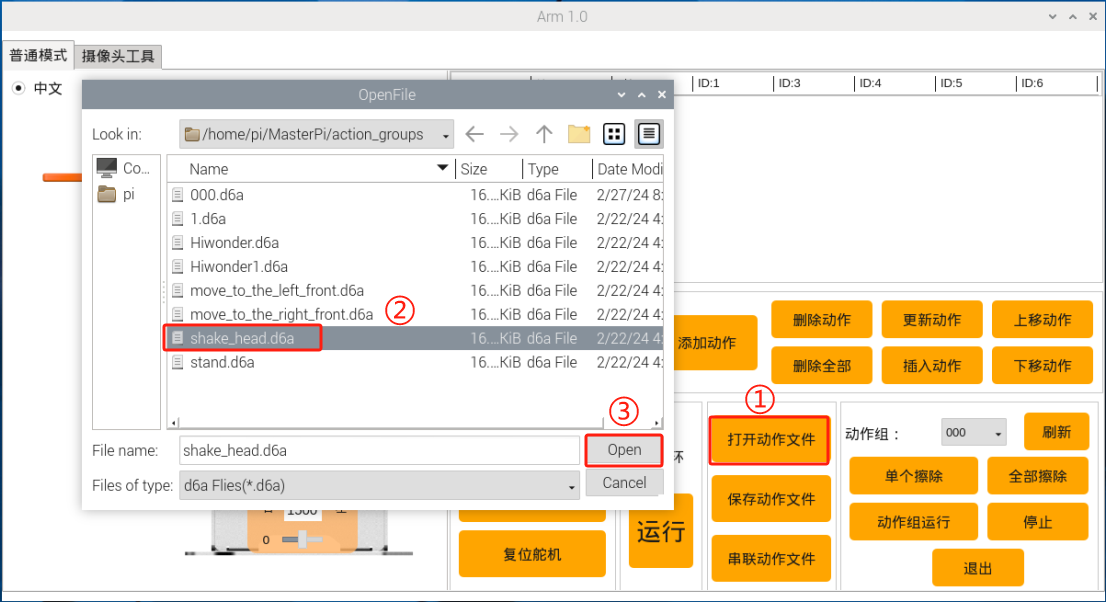 Arm 1.0
普通模式
摄像头工具
中文
ID:1
ID:3
ID:4
ID:5
ID:6
OpenFile
Look in:
/home/pi/MasterPi/action_groups
Co...
pi
Name
Size
Type
Date Modi
000.d6a 16....KiB d6a File 2/27/24 8:
1.d6a 16....KiB d6a File 2/22/24 4:
Hiwonder.d6a 16....KiB d6a File 2/22/24 4:
Hiwonder1.d6a 16....KiB d6a File 2/22/24 4:
move_to_the_left_front.d6a 16....KiB d6a File 2/22/24 4:
②
move_to_the_right_front.d6a 16....KiB d6a File 2/22/24 4:
shake_head.d6a 16....KiB d6a File 2/22/24 4:
stand.d6a 16....KiB d6a File 2/22/24 4:
③
File name:
shake_head.d6a
Open
Files of type:
d6a Flies(*.d6a)
Cancel
添加动作
删除动作
更新动作
上移动作
删除全部
插入动作
下移动作
①
打开动作文件
保存动作文件
串联动作文件
动作组：
000
刷新
单个擦除
全部擦除
动作组运行
停止
退出
运行
复位舵机
1500
0